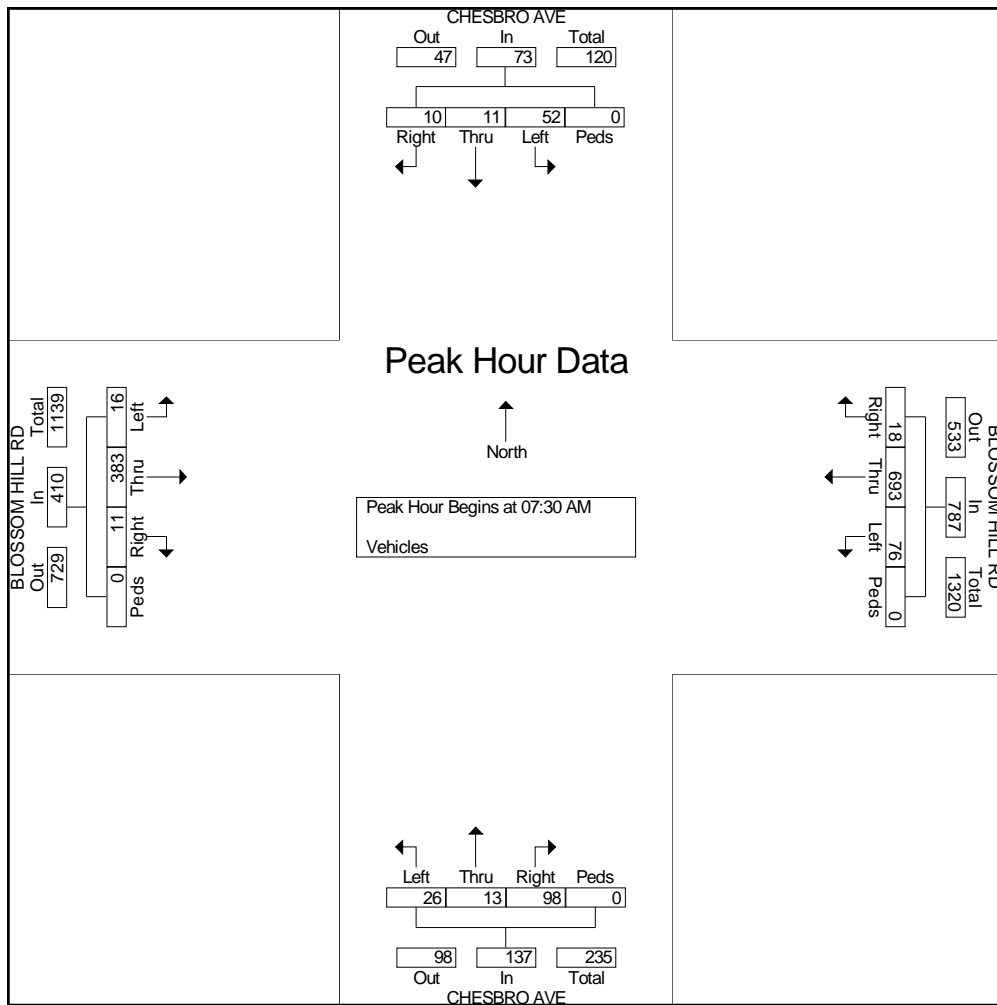 CHESBRO AVE
Out In Total
47 73 120
10 11 52 0
Right Thru Left Peds
Peak Hour Data
North
Peak Hour Begins at 07:30 AM
Vehicles
BLOSSOM HILL RD
Total In Out
1139 410 729
16 383 11 0
Left Thru Right Peds
BLOSSOM HILL RD
Out In Total
533 787 1320
18 693 76 0
Right Thru Left Peds
Left Thru Right Peds
26 13 98 0
98 137 235
Out In Total
CHESBRO AVE